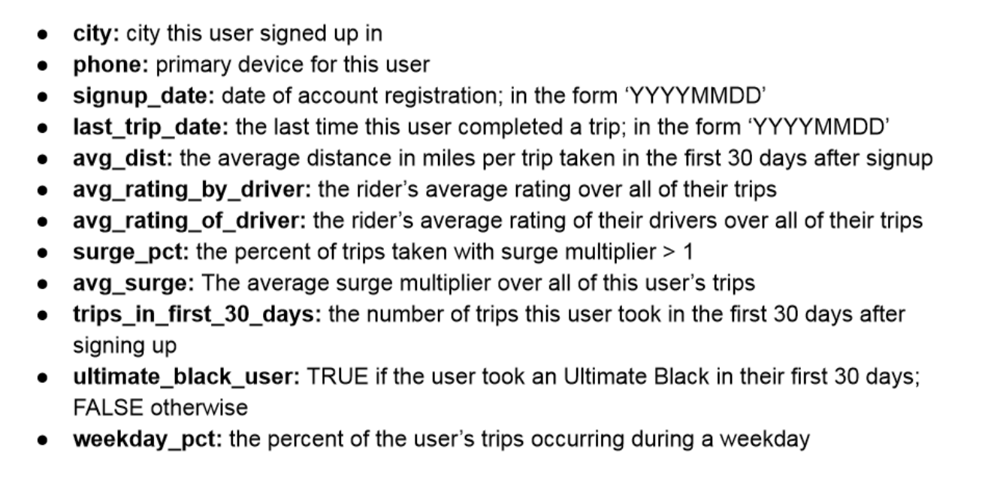 ● city: city this user signed up in
● phone: primary device for this user
● signup_date: date of account registration; in the form ‘YYYYMMDD’
● last_trip_date: the last time this user completed a trip; in the form ‘YYYYMMDD’
● avg_dist: the average distance in miles per trip taken in the first 30 days after signup
● avg_rating_by_driver: the rider’s average rating over all of their trips
● avg_rating_of_driver: the rider’s average rating of their drivers over all of their trips
● surge_pct: the percent of trips taken with surge multiplier > 1
● avg_surge: The average surge multiplier over all of this user’s trips
● trips_in_first_30_days: the number of trips this user took in the first 30 days after
signing up
● ultimate_black_user: TRUE if the user took an Ultimate Black in their first 30 days;
FALSE otherwise
● weekday_pct: the percent of the user’s trips occurring during a weekday